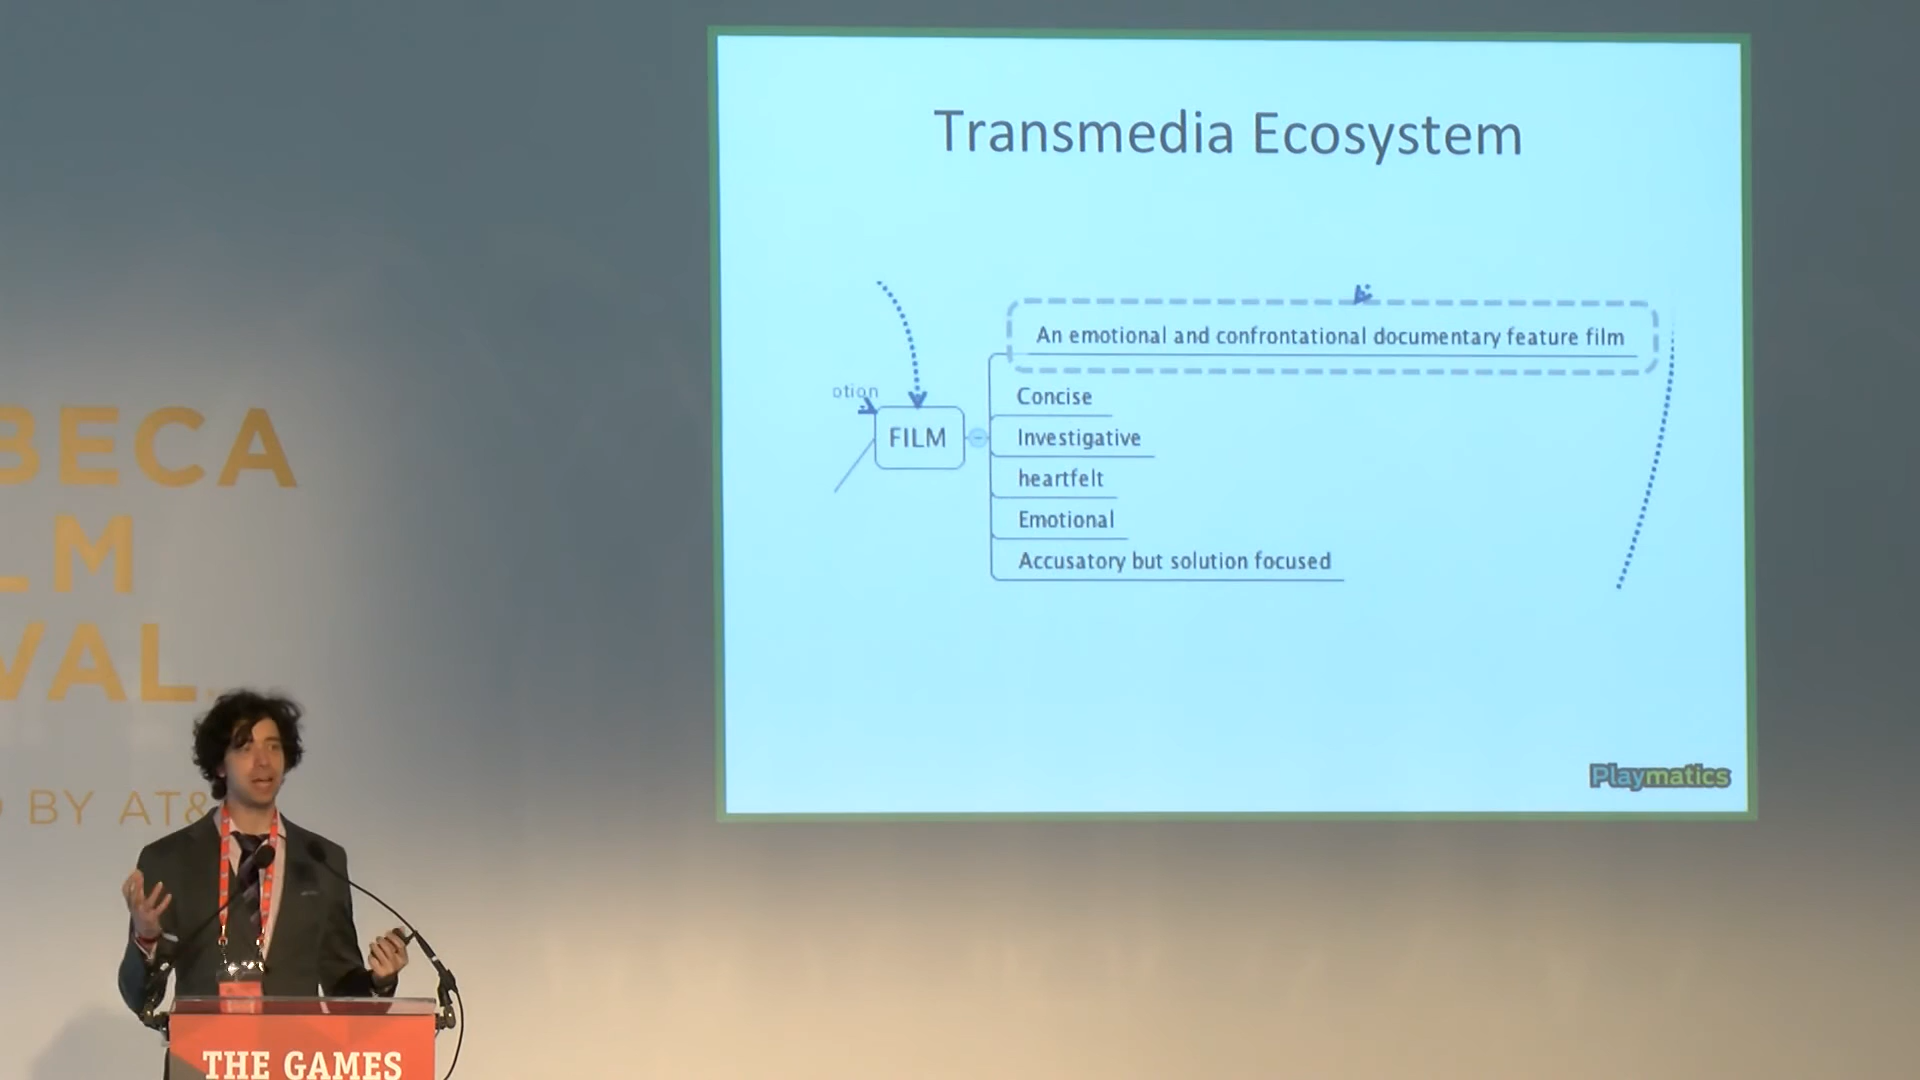 Transmedia Ecosystem
An emotional and confrontational documentary feature film
otion
Concise
FILM
Investigative
heartfelt
Emotional
Accusatory but solution focused
Playmatics
BECA
LM
VAL.
BY AT&
THE GAMES